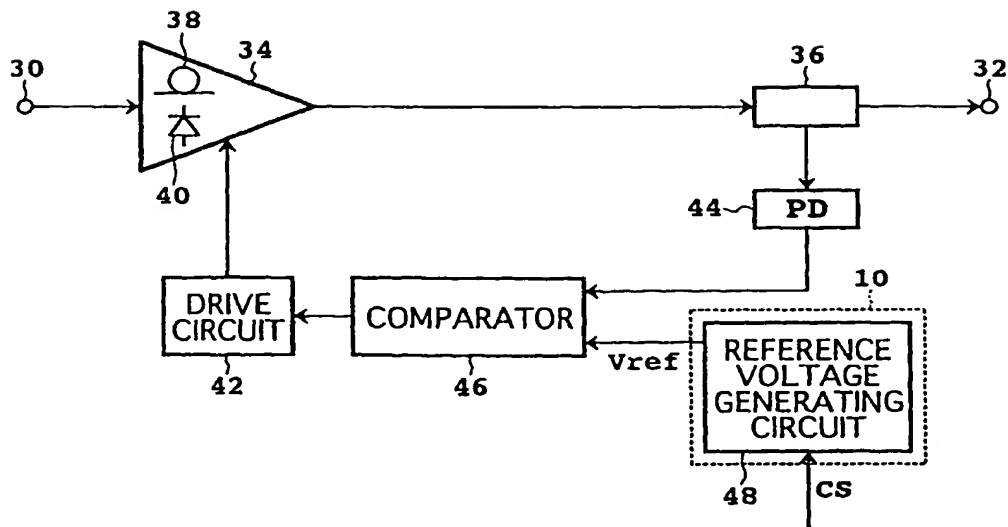 38
34
30
36
32
40
44
PD
10
DRIVE
CIRCUIT
COMPARATOR
Vref
REFERENCE
VOLTAGE
GENERATING
CIRCUIT
42
46
48
CS